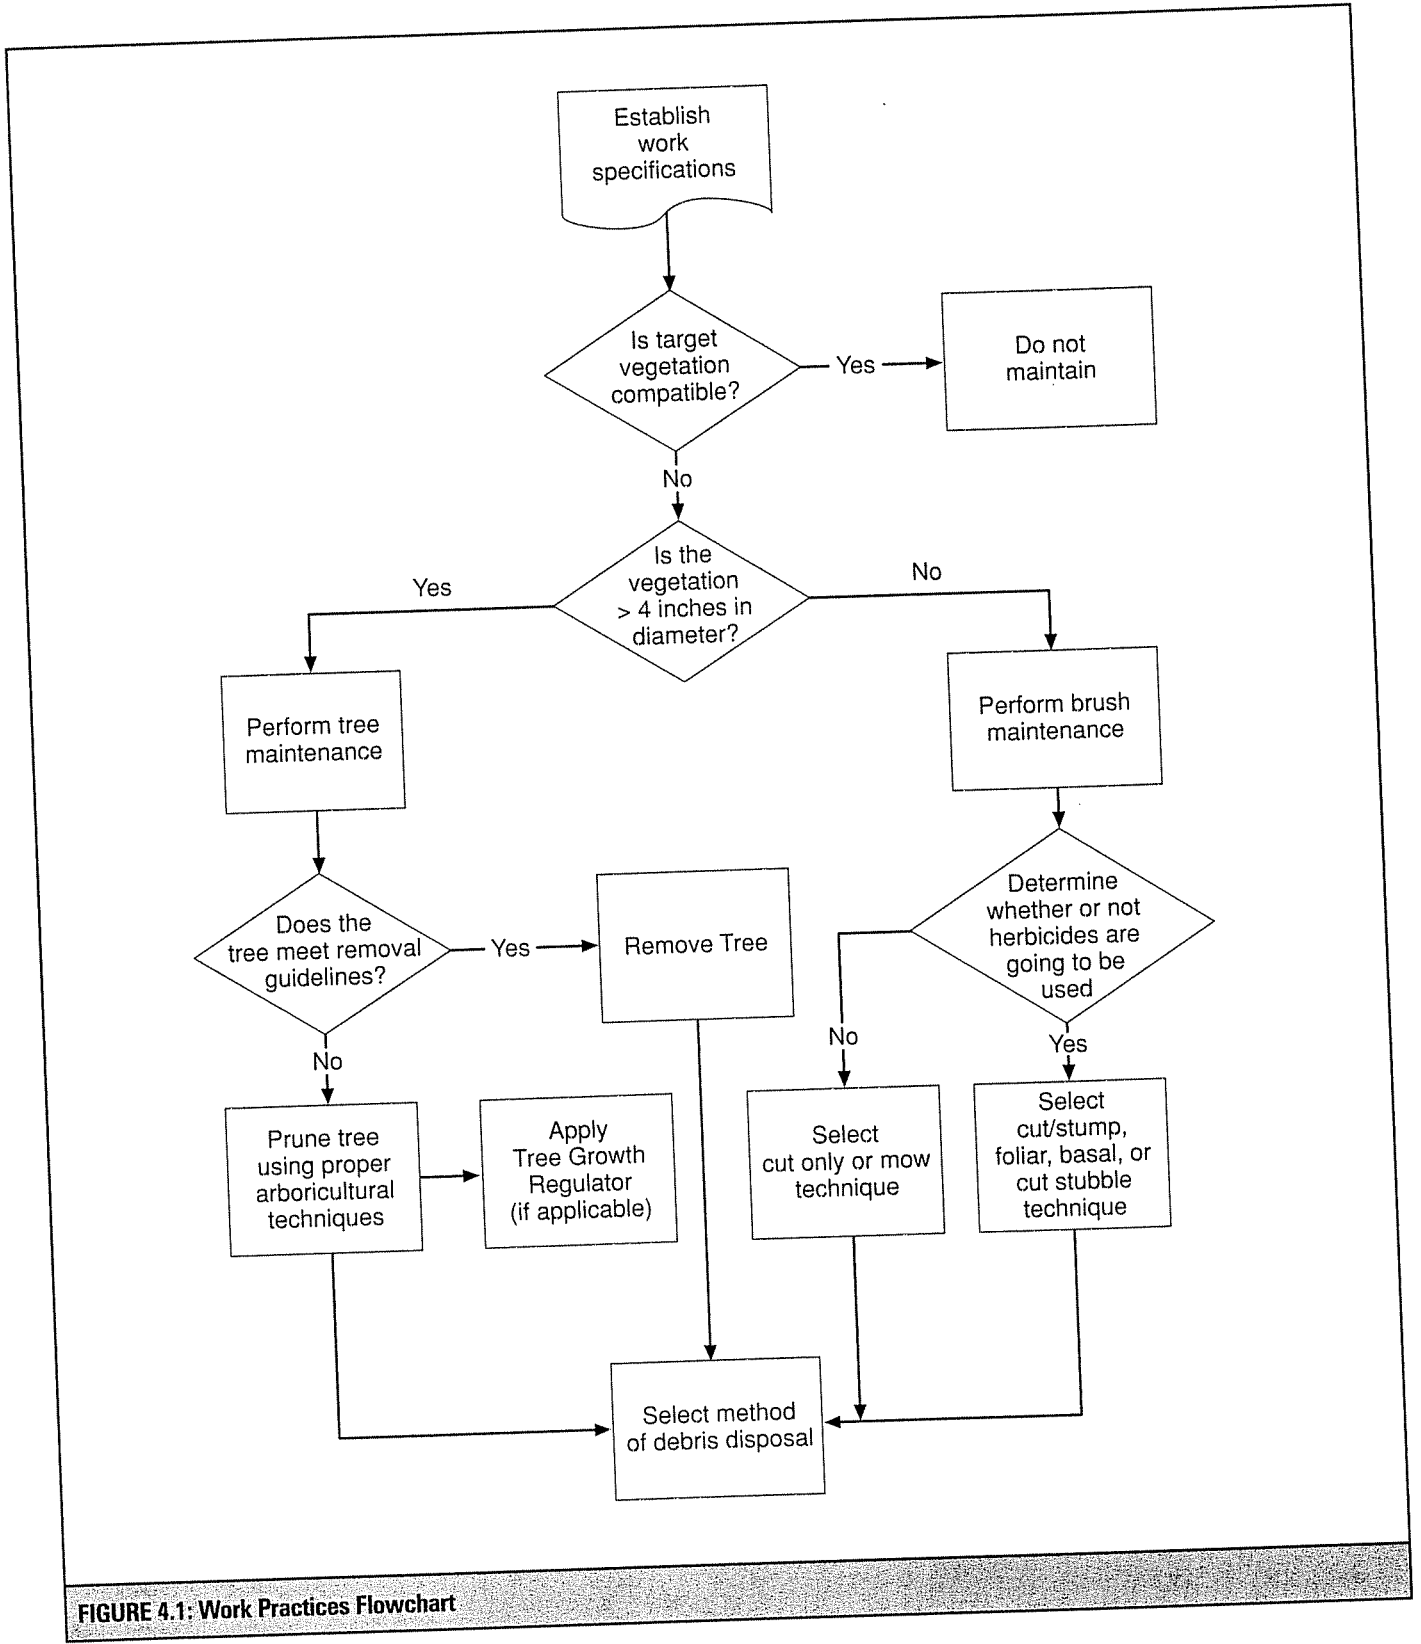 Establish
work
specifications
Is target
vegetation
compatible?
Yes
Do not
maintain
No
Is the
vegetation
> 4 inches in
diameter?
Yes
No
Perform tree
maintenance
Perform brush
maintenance
Does the
tree meet removal
guidelines?
Yes
Remove Tree
Determine
whether or not
herbicides are
going to be
used
No
No
Yes
Prune tree
using proper
arboricultural
techniques
Apply
Tree Growth
Regulator
(if applicable)
Select
cut only or mow
technique
Select
cut/stump,
foliar, basal, or
cut stubble
technique
Select method
of debris disposal
FIGURE 4.1: Work Practices Flowchart